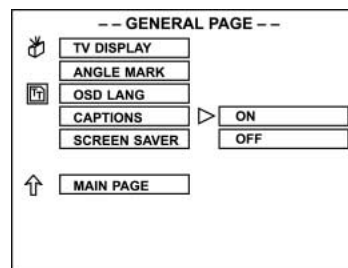 -- GENERAL PAGE --
TV DISPLAY
ANGLE MARK
OSD LANG
CAPTIONS
ON
SCREEN SAVER
OFF
MAIN PAGE